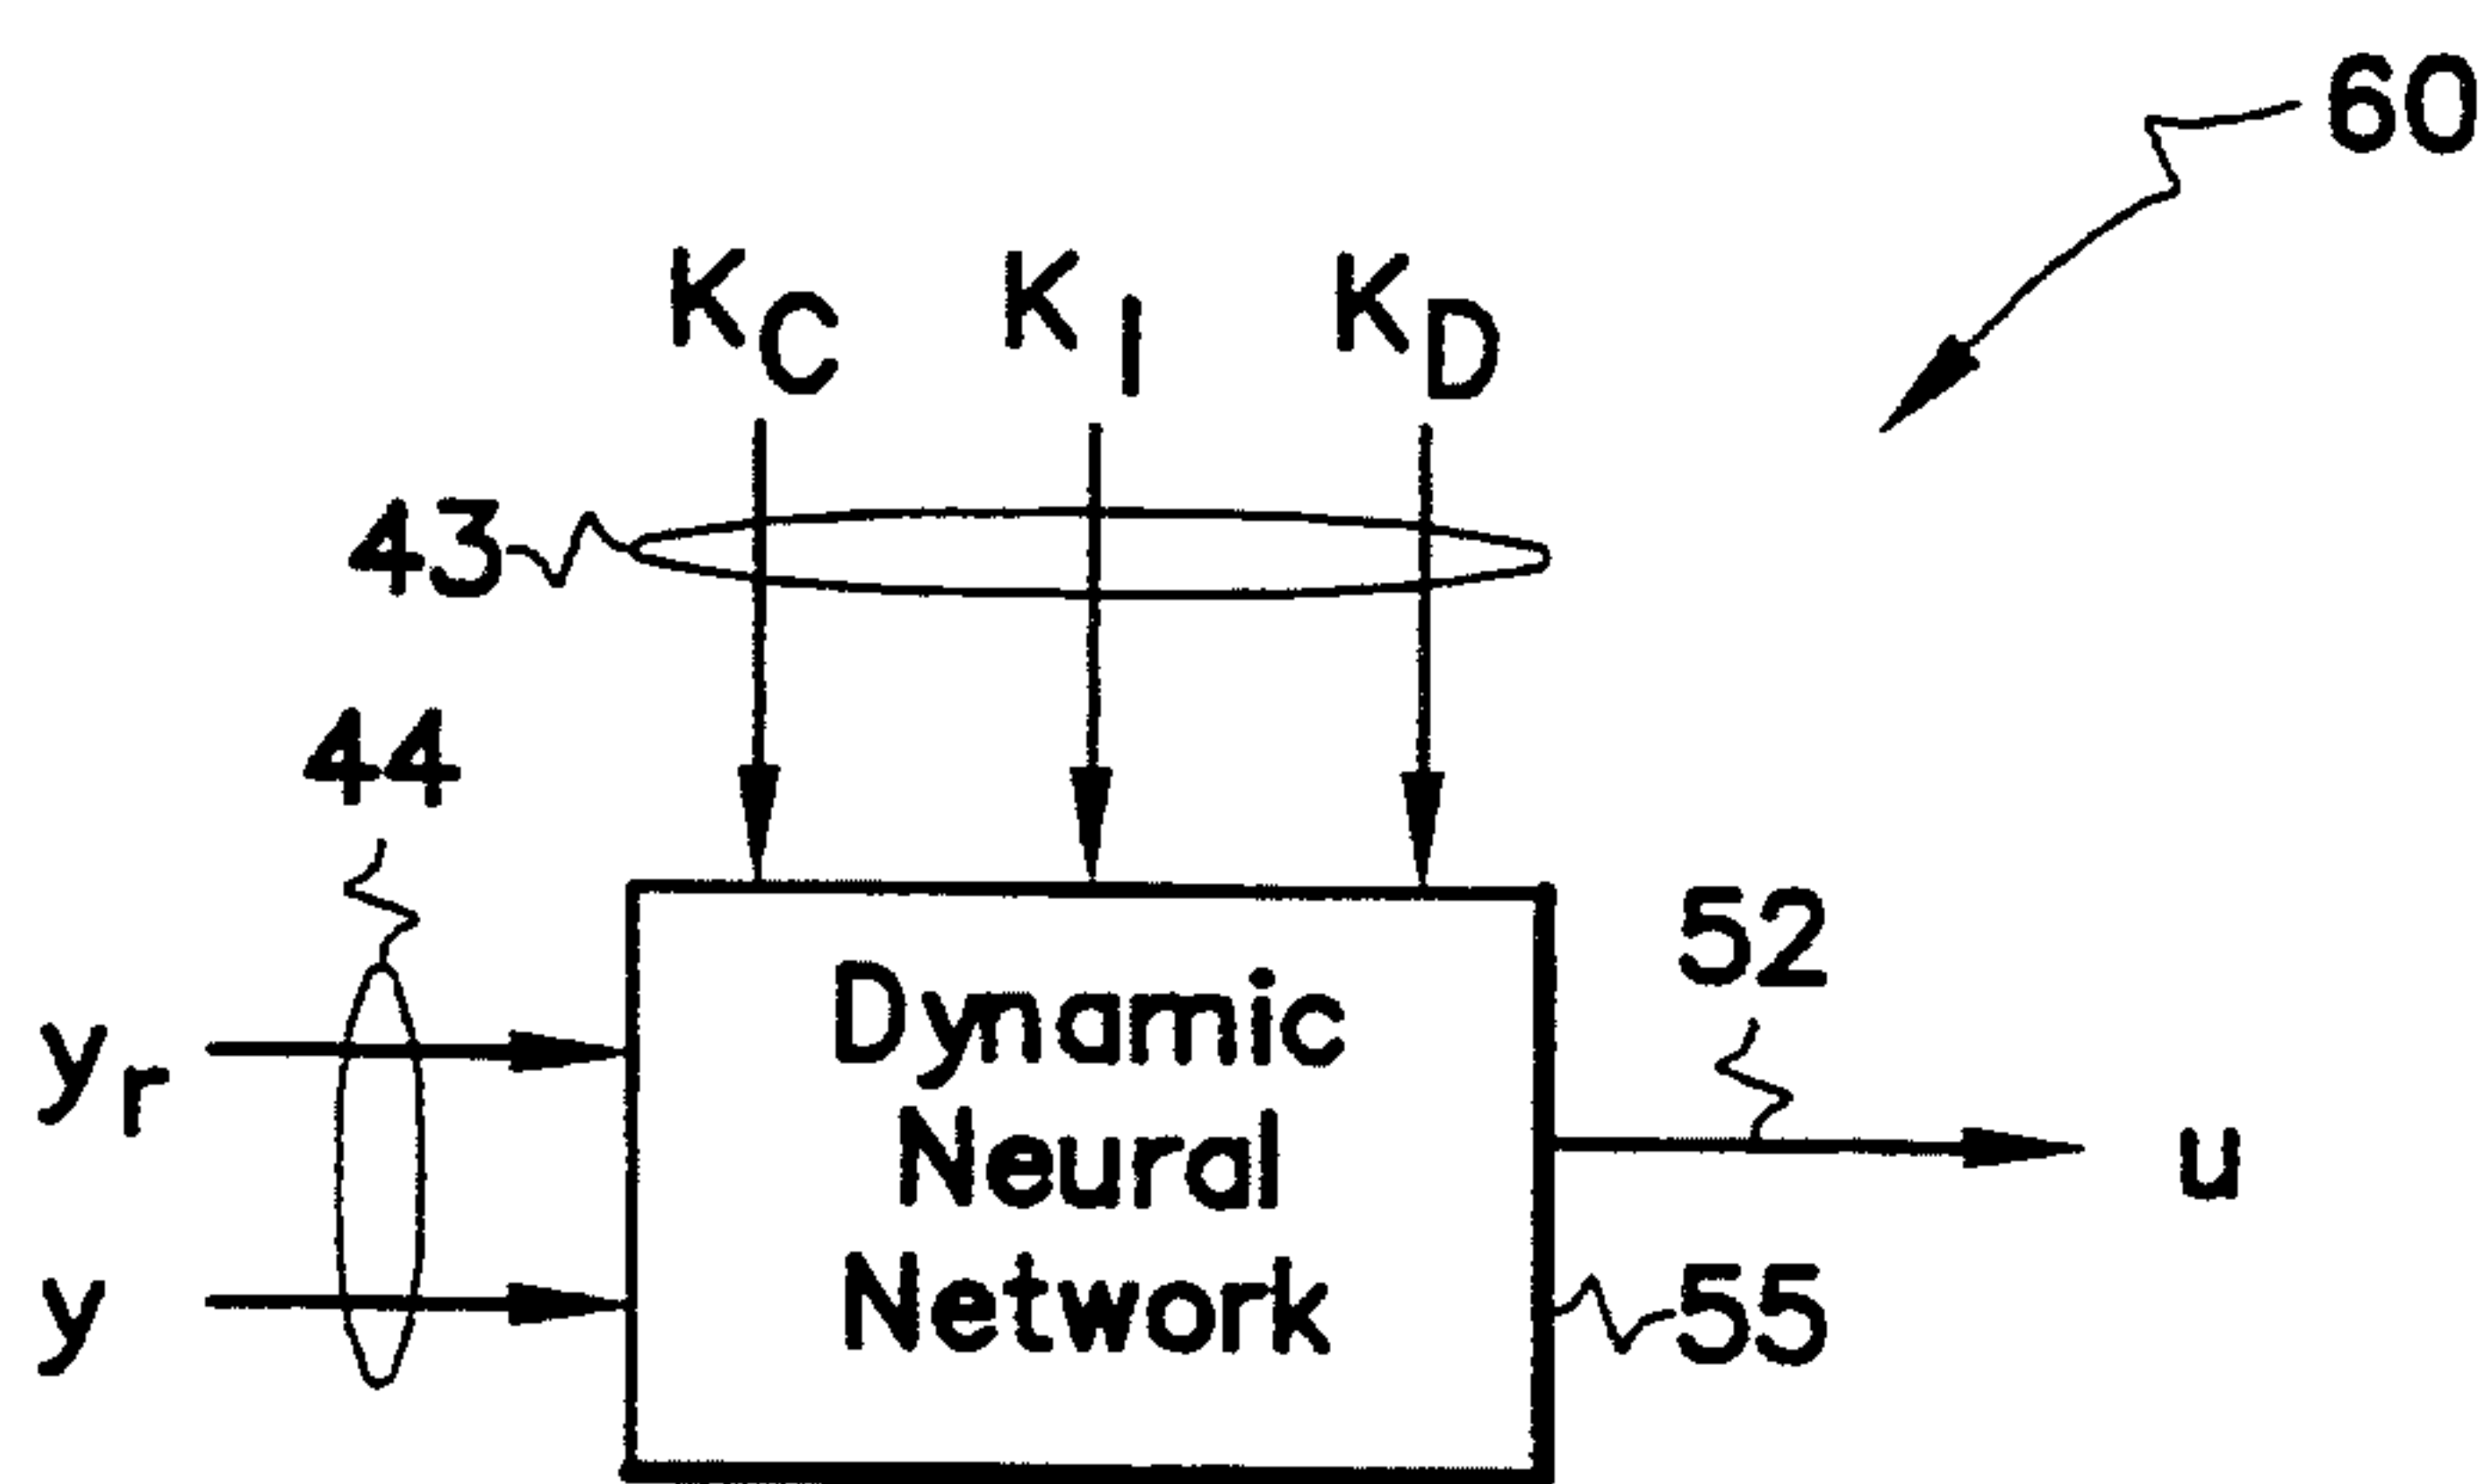 60
K_C K_I K_D
43
44
52
Dynamic
y_r
Neural
u
Network
y
55